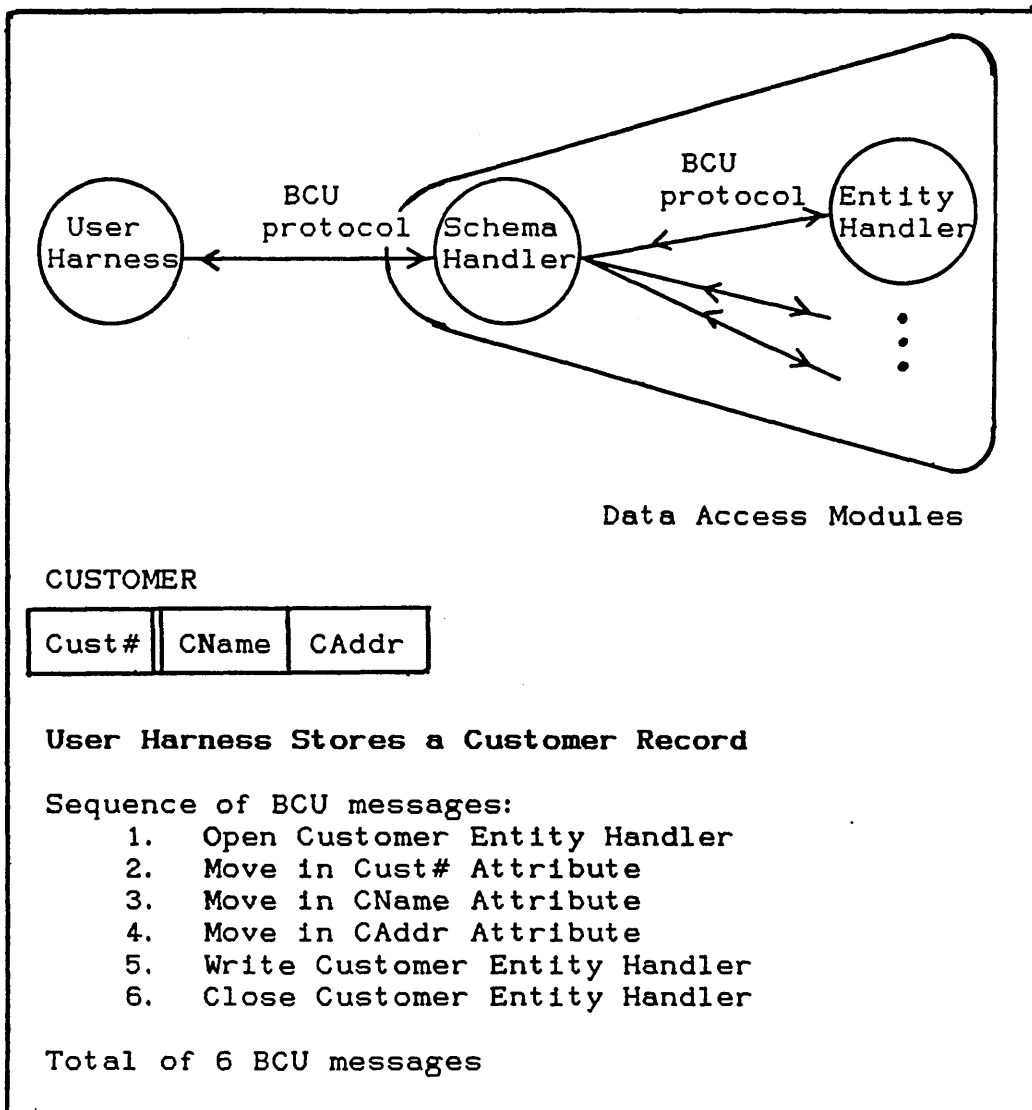 BCU
protocol
BCU
protocol
User
Harness
Schema
Handler
Entity
Handler
Data Access Modules
CUSTOMER
Cust# CName CAddr
User Harness Stores a Customer Record
Sequence of BCU messages:
1. Open Customer Entity Handler
2. Move in Cust# Attribute
3. Move in CName Attribute
4. Move in CAddr Attribute
5. Write Customer Entity Handler
6. Close Customer Entity Handler
Total of 6 BCU messages